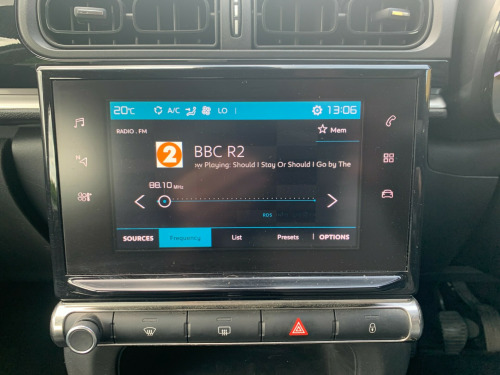 20°C A/C LO 13:06
RADIO . FM
☆ Mem
2
BBC R2
Playing: Should I Stay Or Should I Go by The
88.10 MHz
RDS
SOURCES Frequency List Presets OPTIONS